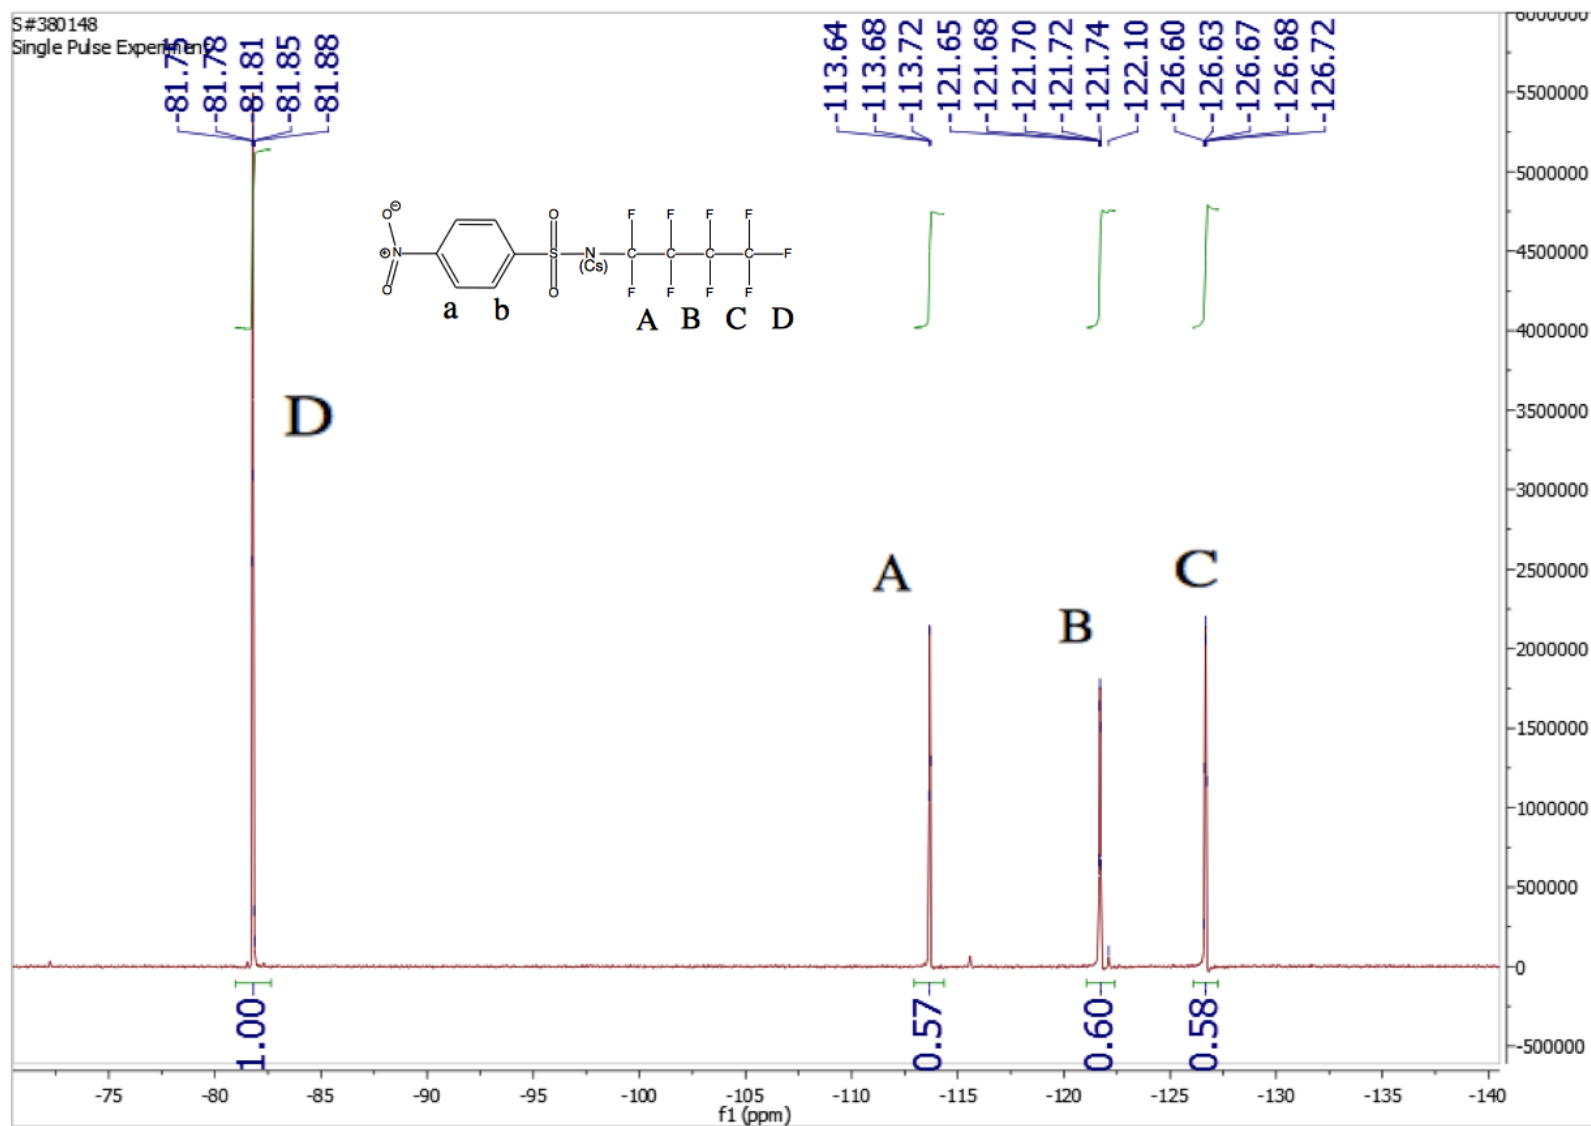 S#380148
Single Pulse Experiment
-81.75
-81.78
-81.81
-81.85
-81.88
-113.64
-113.68
-113.72
-121.65
-121.68
-121.70
-121.72
-121.74
-122.10
-126.60
-126.63
-126.67
-126.68
-126.72
6000000
5500000
5000000
4500000
4000000
3500000
3000000
2500000
2000000
1500000
1000000
500000
0
-500000
O⊖ O F F F F
⊕N S N C C C C F
(Cs)
O O F F F F
a b A B C D
D
A
B
C
1.00
0.57
0.60
0.58
-75 -80 -85 -90 -95 -100 -105 -110 -115 -120 -125 -130 -135 -140
f1 (ppm)